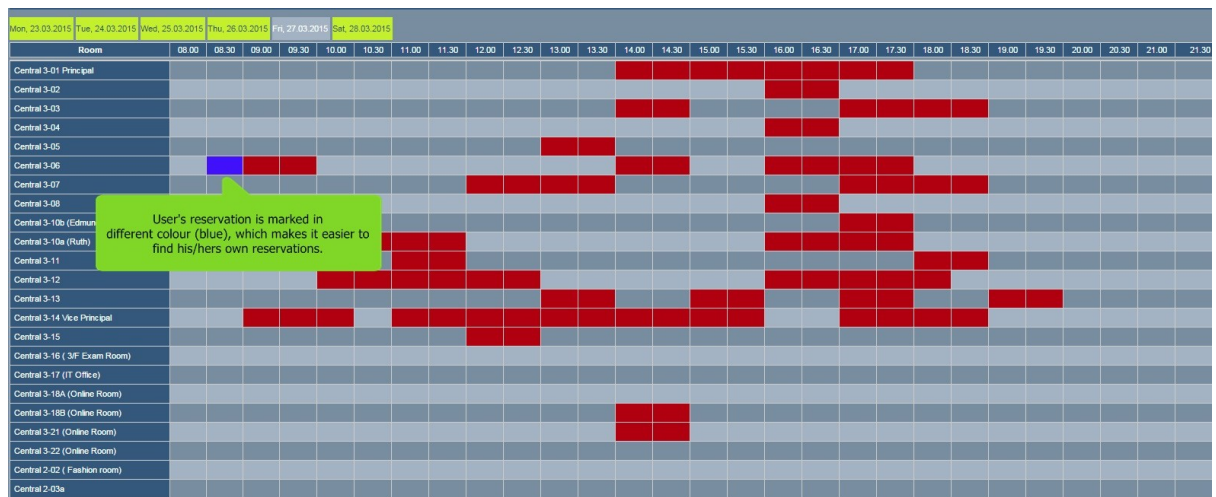 Mon, 23.03.2015 Tue, 24.03.2015 Wed, 25.03.2015 Thu, 26.03.2015 Fri, 27.03.2015 Sat, 28.03.2015
Room 08.00 08.30 09.00 09.30 10.00 10.30 11.00 11.30 12.00 12.30 13.00 13.30 14.00 14.30 15.00 15.30 16.00 16.30 17.00 17.30 18.00 18.30 19.00 19.30 20.00 20.30 21.00 21.30
Central 3-01 Principal
Central 3-02
Central 3-03
Central 3-04
Central 3-05
Central 3-06
Central 3-07
Central 3-08
Central 3-10b (Edmun
Central 3-10a (Ruth)
Central 3-11
Central 3-12
Central 3-13
Central 3-14 Vice Principal
Central 3-15
Central 3-16 ( 3/F Exam Room)
Central 3-17 (IT Office)
Central 3-18A (Online Room)
Central 3-18B (Online Room)
Central 3-21 (Online Room)
Central 3-22 (Online Room)
Central 2-02 ( Fashion room)
Central 2-03a
User's reservation is marked in
different colour (blue), which makes it easier to
find his/hers own reservations.